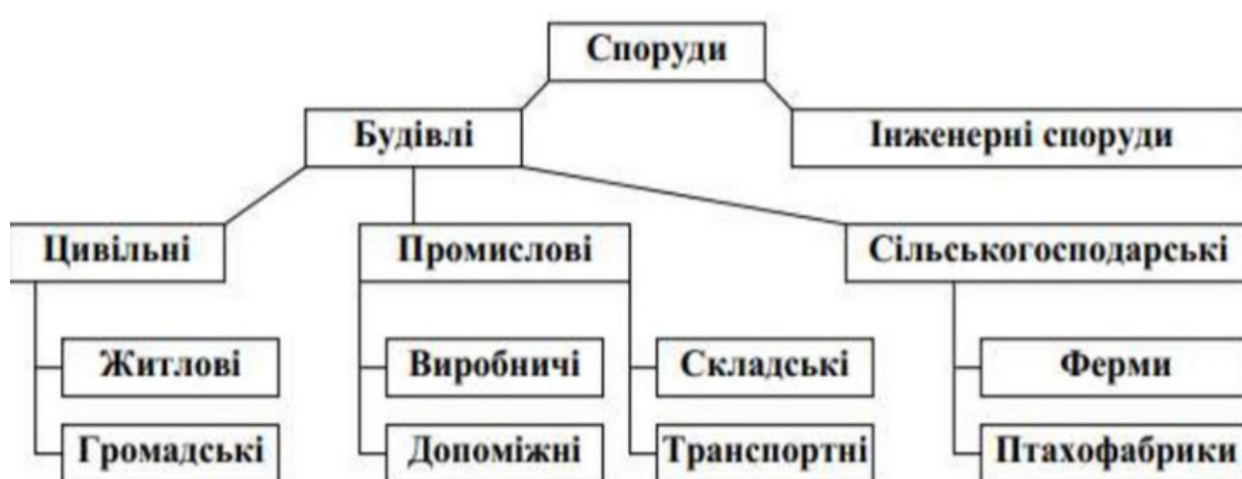 Споруди
Будівлі
Інженерні споруди
Цивільні
Промислові
Сільськогосподарські
Житлові
Виробничі
Складські
Ферми
Громадські
Допоміжні
Транспортні
Птахофабрики